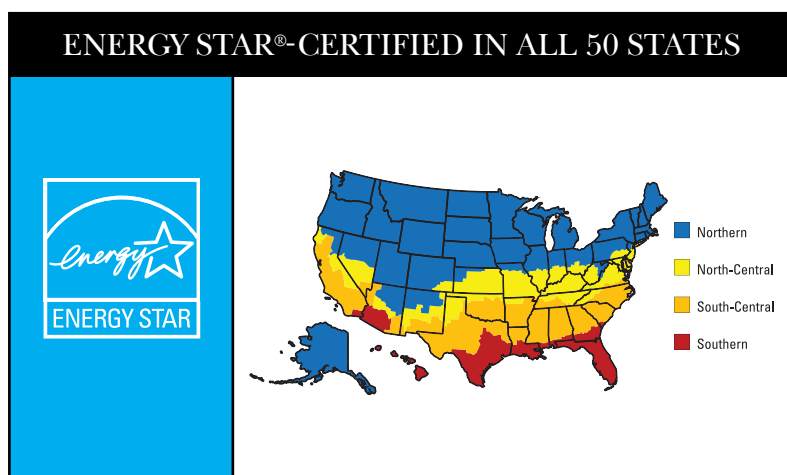 ENERGY STAR®-CERTIFIED IN ALL 50 STATES
energy
ENERGY STAR
Northern
North-Central
South-Central
Southern